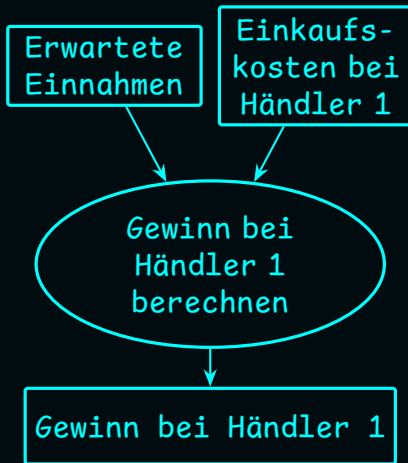 Erwartete
Einnahmen
Einkaufs-
kosten bei
Händler 1
Gewinn bei
Händler 1
berechnen
Gewinn bei Händler 1